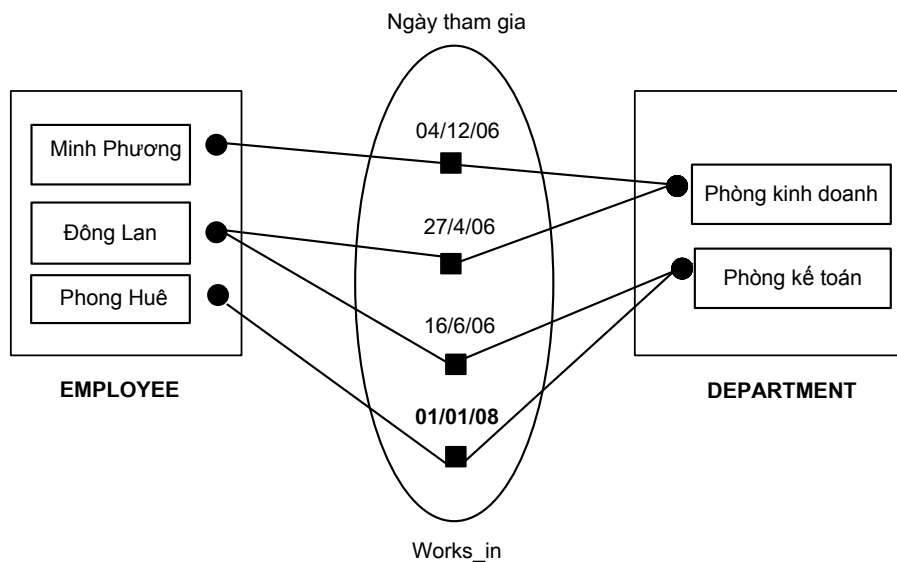 Ngày tham gia
04/12/06
Minh Phương
Phòng kinh doanh
27/4/06
Đông Lan
Phòng kế toán
Phong Huê
16/6/06
EMPLOYEE
DEPARTMENT
01/01/08
Works_in